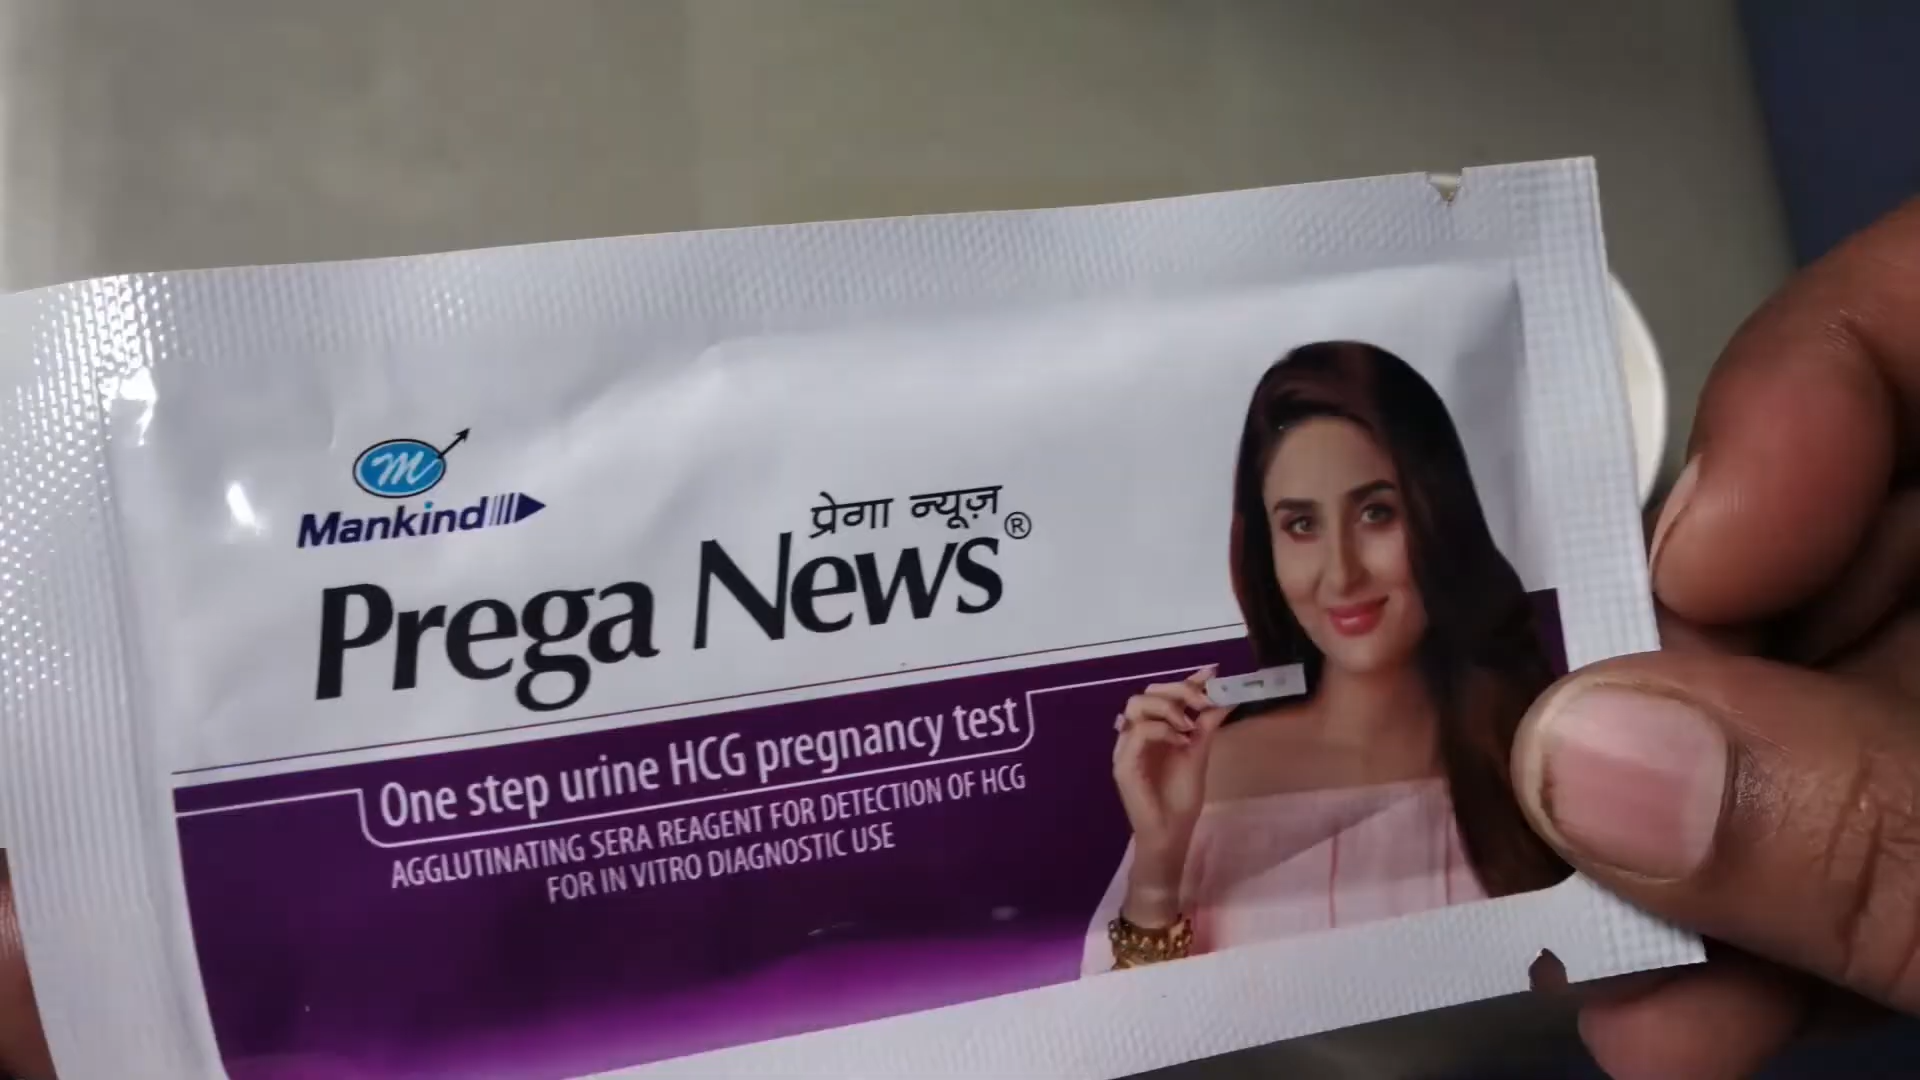 m
Mankind
प्रेगा न्यूज़
Prega News®
One step urine HCG pregnancy test
AGGLUTINATING SERA REAGENT FOR DETECTION OF HCG
FOR IN VITRO DIAGNOSTIC USE